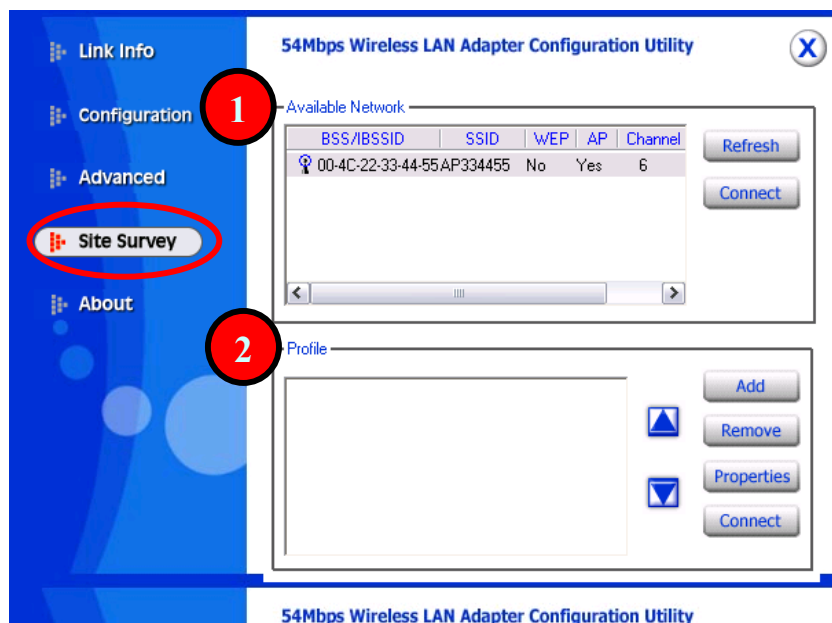 Link Info
Configuration
Advanced
Site Survey
About
54Mbps Wireless LAN Adapter Configuration Utility
X
1
Available Network
BSS/IBSSID SSID WEP AP Channel
00-4C-22-33-44-55 AP334455 No Yes 6
Refresh
Connect
2
Profile
Add
Remove
Properties
Connect
54Mbps Wireless LAN Adapter Configuration Utility